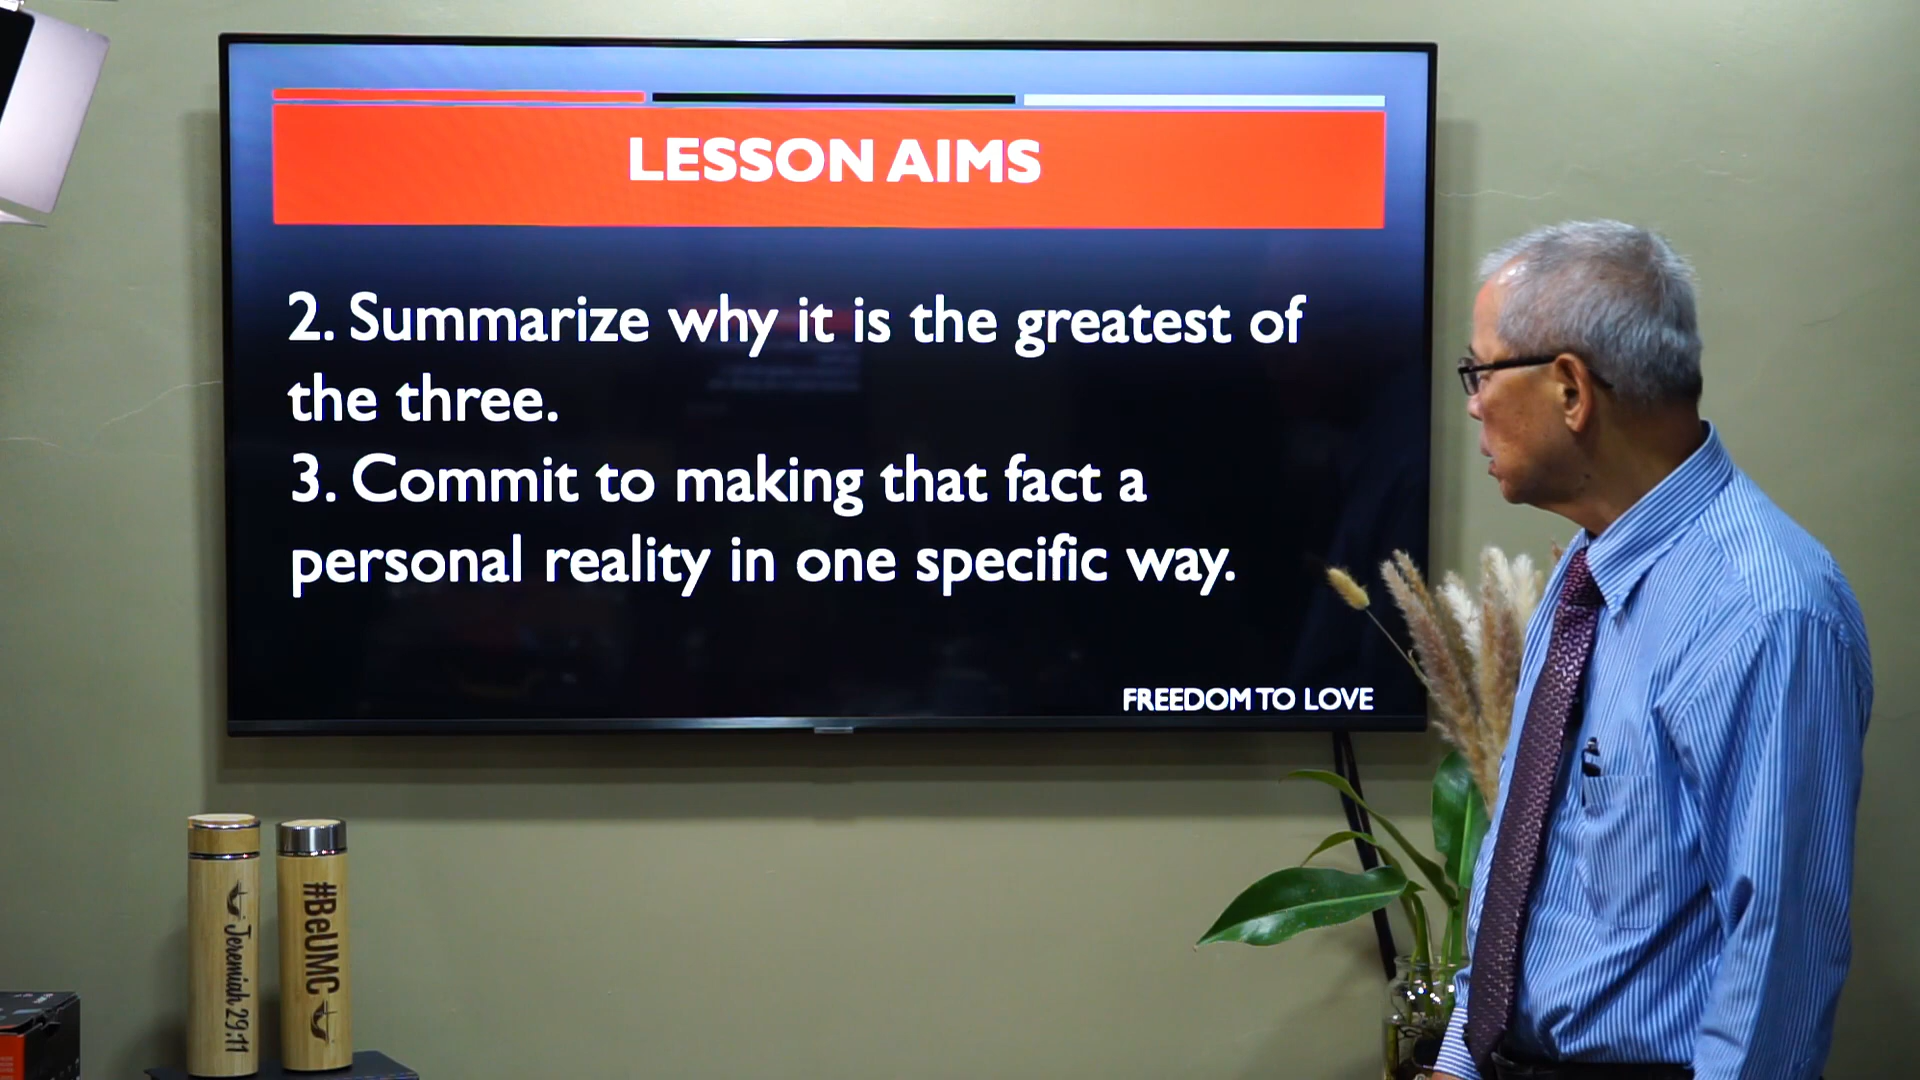 LESSON AIMS
2. Summarize why it is the greatest of
the three.
3. Commit to making that fact a
personal reality in one specific way.
FREEDOM TO LOVE
Jeremiah 29:11
#BeUMC